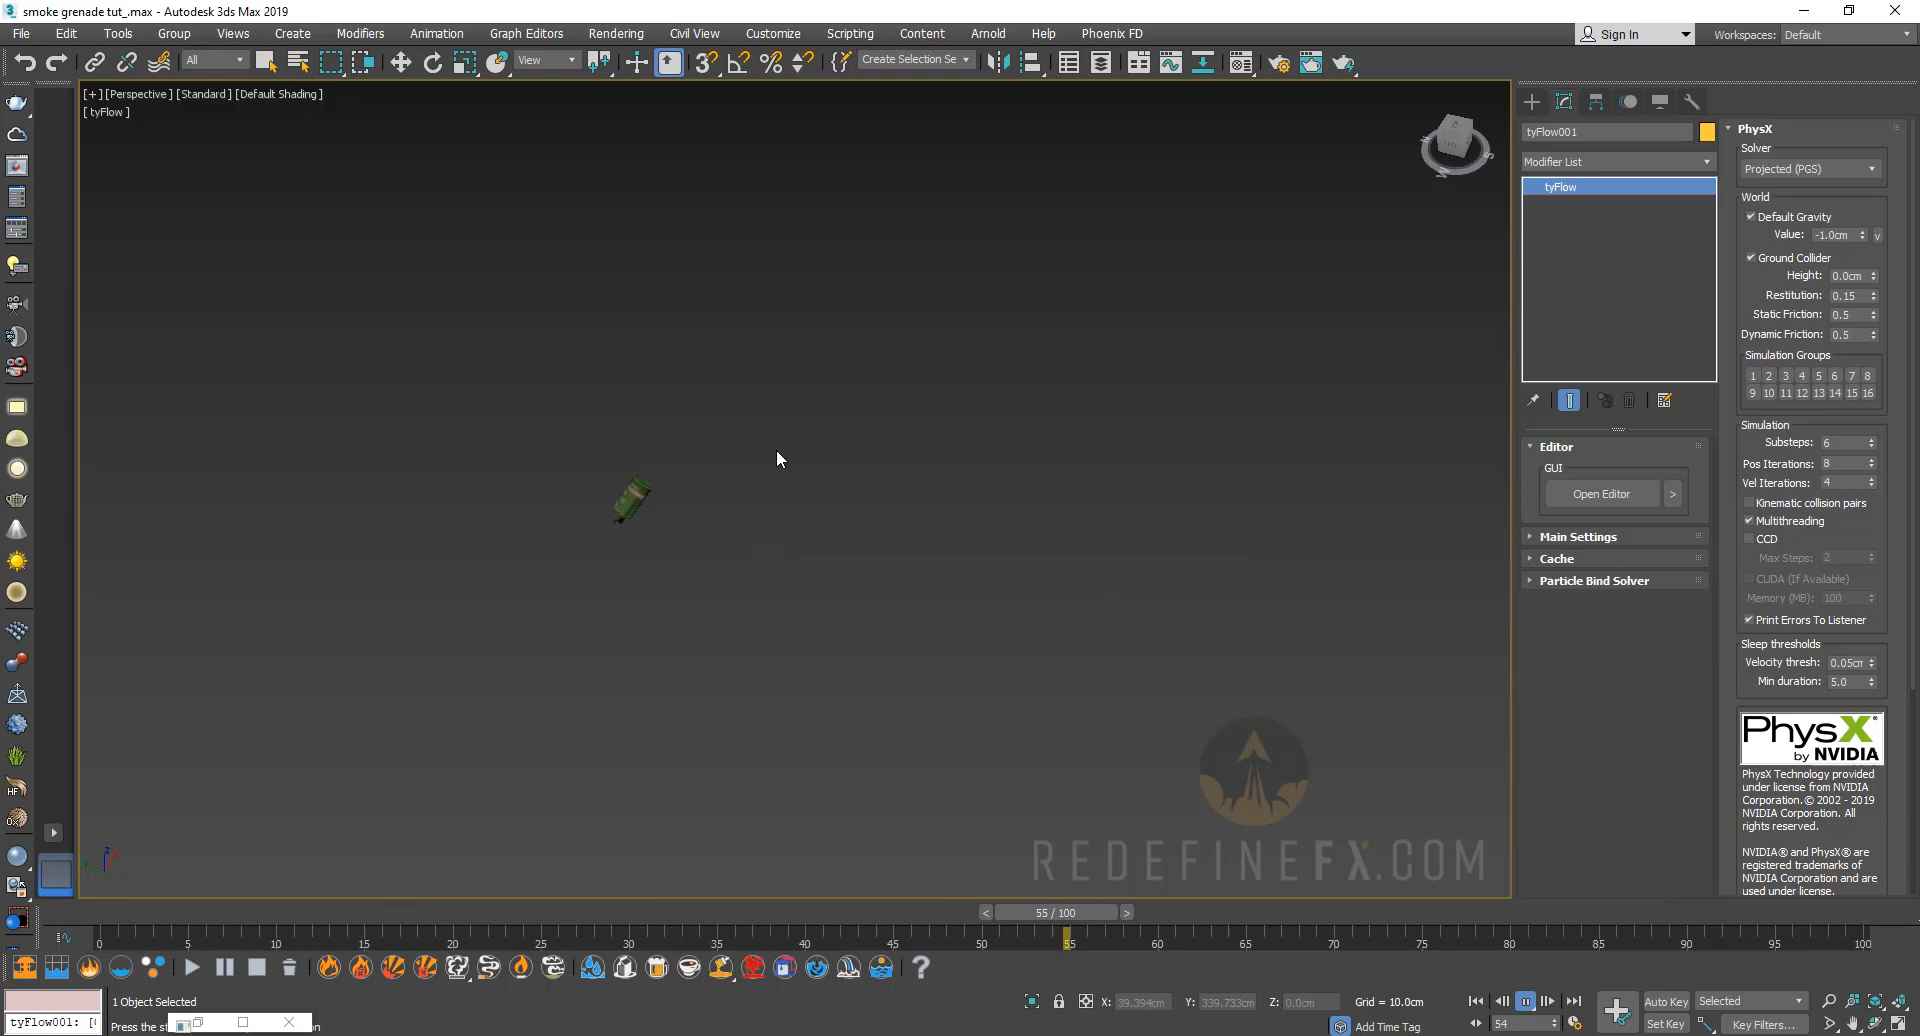 smoke grenade tut_.max - Autodesk 3ds Max 2019
File Edit Tools Group Views Create Modifiers Animation Graph Editors Rendering Civil View Customize Scripting Content Arnold Help Phoenix FD
Sign In
Workspaces: Default
All
View
Create Selection Se
[+] [Perspective] [Standard] [Default Shading]
[ tyFlow ]
tyFlow001
Modifier List
tyFlow
Editor
GUI
Open Editor >
Main Settings
Cache
Particle Bind Solver
PhysX
Solver
Projected (PGS)
World
Default Gravity
Value: -1.0cm v
Ground Collider
Height: 0.0cm
Restitution: 0.15
Static Friction: 0.5
Dynamic Friction: 0.5
Simulation Groups
1 2 3 4 5 6 7 8
9 10 11 12 13 14 15 16
Simulation
Substeps: 6
Pos Iterations: 8
Vel Iterations: 4
Kinematic collision pairs
Multithreading
CCD
Max Steps: 2
CUDA (If Available)
Memory (MB): 100
Print Errors To Listener
Sleep thresholds
Velocity thresh: 0.05cm
Min duration: 5.0
PhysX
by NVIDIA
PhysX Technology provided
under license from NVIDIA
Corporation. © 2002 - 2019
NVIDIA Corporation. All
rights reserved.
NVIDIA® and PhysX® are
registered trademarks of
NVIDIA Corporation and are
used under license.
REDEFINEFX.COM
< 55 / 100 >
0 5 10 15 20 25 30 35 40 45 50 55 60 65 70 75 80 85 90 95 100
1 Object Selected
tyFlow001: [
Press the st
on
X: 39.394cm Y: 339.733cm Z: 0.0cm Grid = 10.0cm
Add Time Tag
54
Auto Key Selected
Set Key Key Filters...